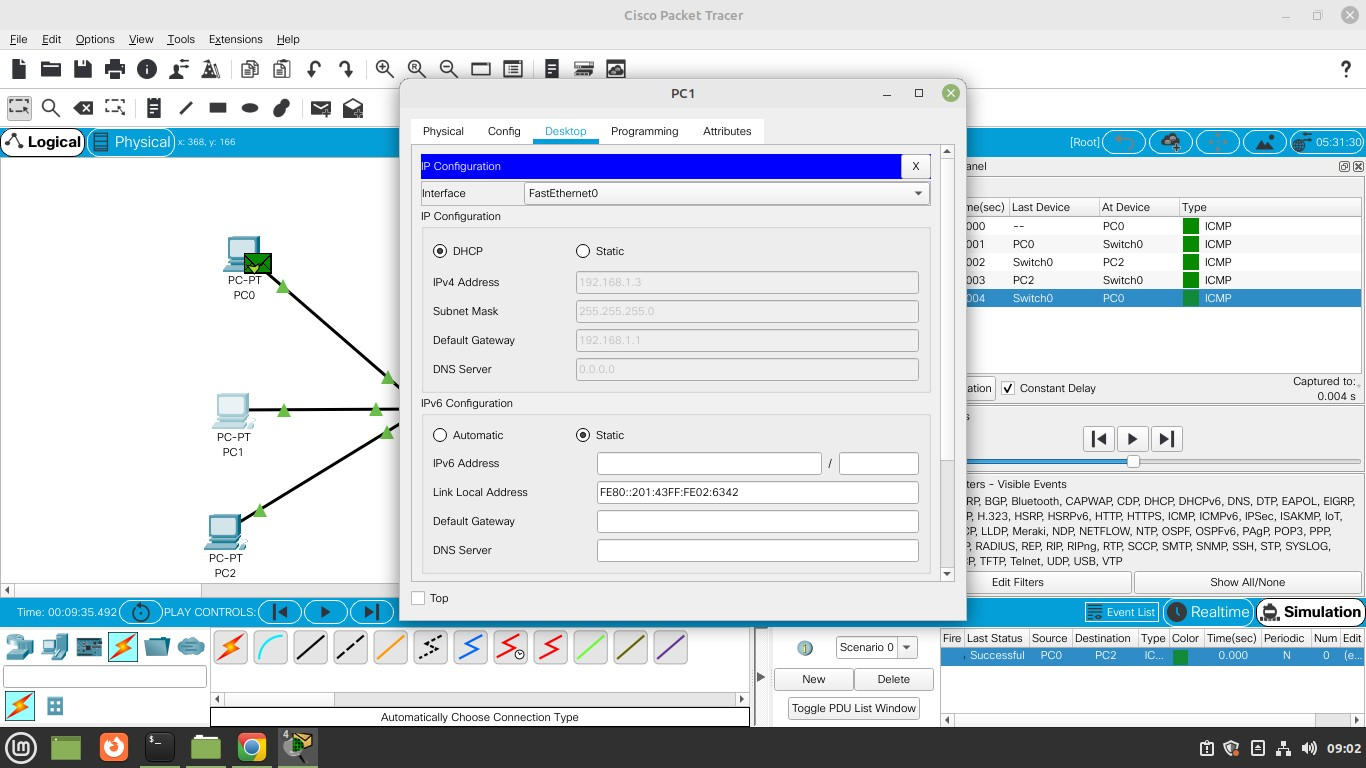 Cisco Packet Tracer
File Edit Options View Tools Extensions Help
?
Logical Physical x: 368, y: 166
[Root] 05:31:30
PC-PT
PC0
PC-PT
PC1
PC-PT
PC2
PC1
Physical Config Desktop Programming Attributes
IP Configuration X
Interface FastEthernet0
IP Configuration
DHCP Static
IPv4 Address 192.168.1.3
Subnet Mask 255.255.255.0
Default Gateway 192.168.1.1
DNS Server 0.0.0.0
IPv6 Configuration
Automatic Static
IPv6 Address /
Link Local Address FE80::201:43FF:FE02:6342
Default Gateway
DNS Server
Top
anel
me(sec) Last Device At Device Type
000 -- PC0 ICMP
001 PC0 Switch0 ICMP
002 Switch0 PC2 ICMP
003 PC2 Switch0 ICMP
004 Switch0 PC0 ICMP
ation Constant Delay Captured to:
0.004 s
s
ters - Visible Events
RP, BGP, Bluetooth, CAPWAP, CDP, DHCP, DHCPv6, DNS, DTP, EAPOL, EIGRP,
P, H.323, HSRP, HSRPv6, HTTP, HTTPS, ICMP, ICMPv6, IPSec, ISAKMP, IoT,
CP, LLDP, Meraki, NDP, NETFLOW, NTP, OSPF, OSPFv6, PAgP, POP3, PPP,
P, RADIUS, REP, RIP, RIPng, RTP, SCCP, SMTP, SNMP, SSH, STP, SYSLOG,
P, TFTP, Telnet, UDP, USB, VTP
Edit Filters Show All/None
Time: 00:09:35.492 PLAY CONTROLS:
Event List Realtime Simulation
Automatically Choose Connection Type
Scenario 0
New Delete
Toggle PDU List Window
Fire Last Status Source Destination Type Color Time(sec) Periodic Num Edit
Successful PC0 PC2 IC... 0.000 N 0 (e...
4
09:02